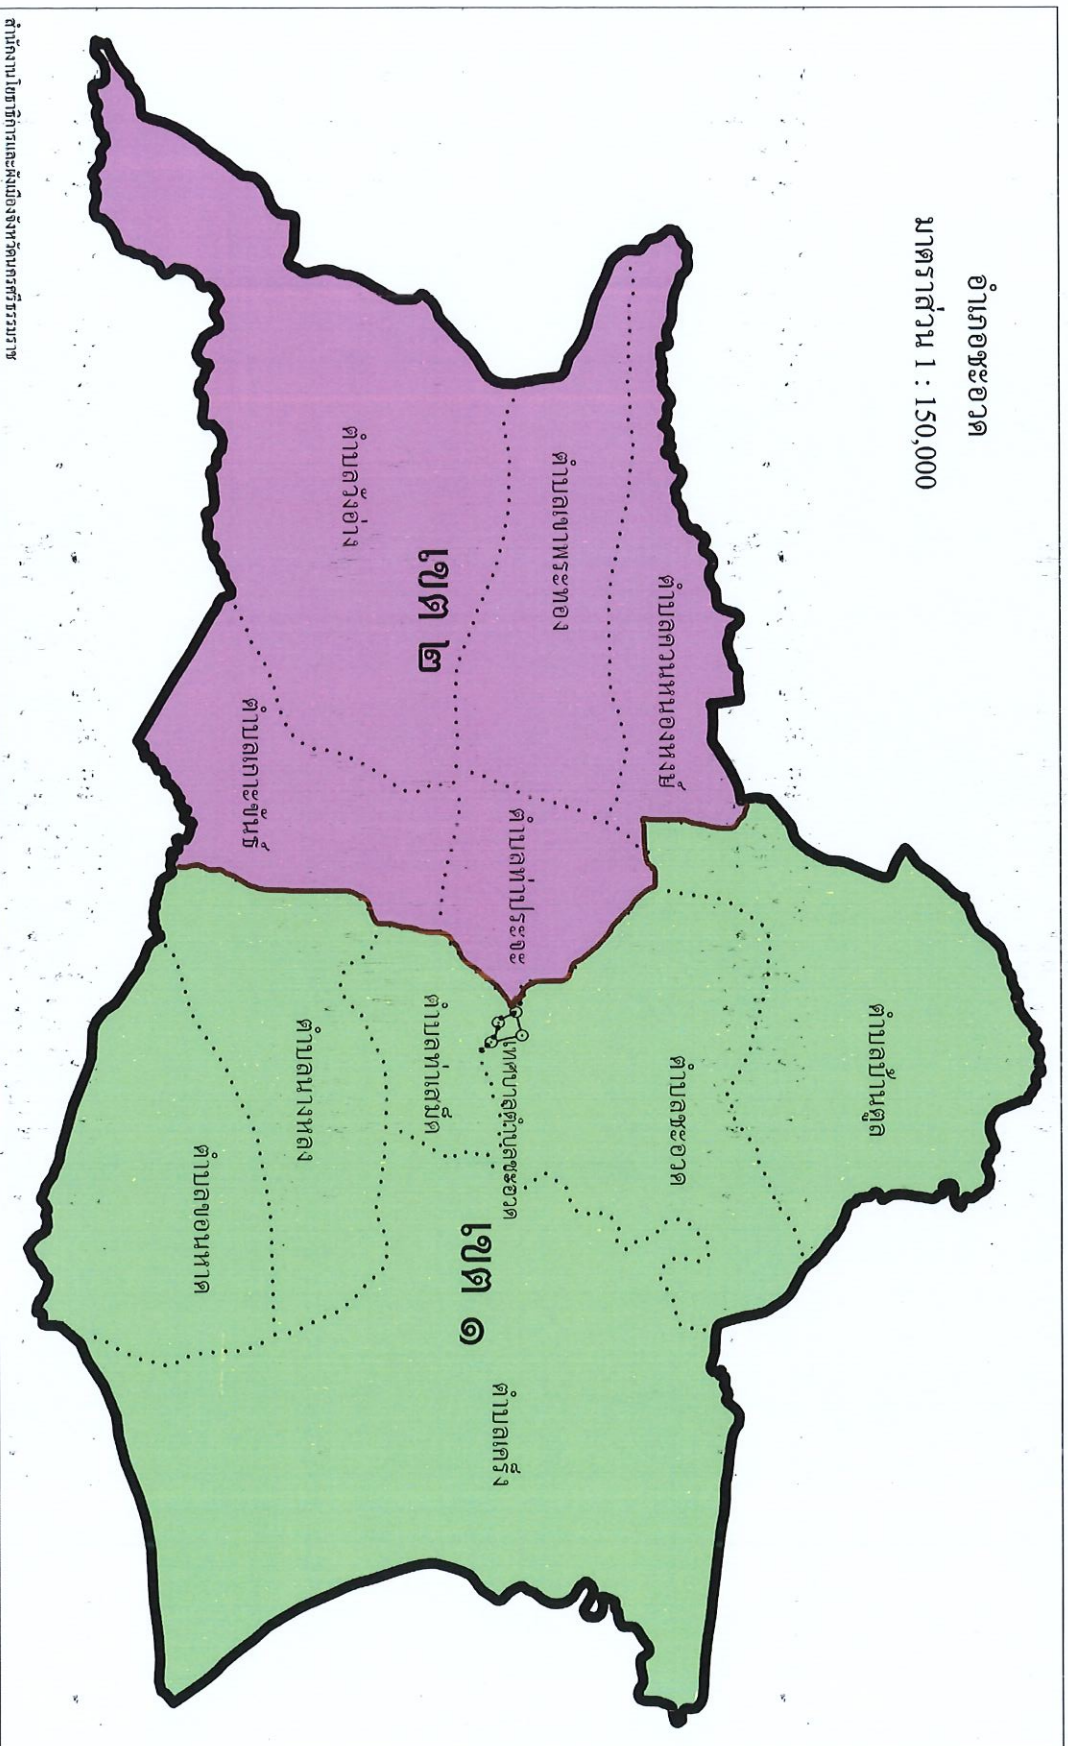 อำเภอชะอวด
มาตราส่วน 1 : 150,000
ตำบลบ้านตูล
ตำบลควนหนองหงษ์
ตำบลชะอวด
ตำบลเขาพระทอง
ตำบลท่าประจะ
เทศบาลตำบลชะอวด
เขต ๒
เขต ๑
ตำบลเคร็ง
ตำบลท่าเสม็ด
ตำบลวังอ่าง
ตำบลนางหลง
ตำบลเกาะขันธ์
ตำบลขอนหาด
สำนักงานโยธาธิการและผังเมืองจังหวัดนครศรีธรรมราช